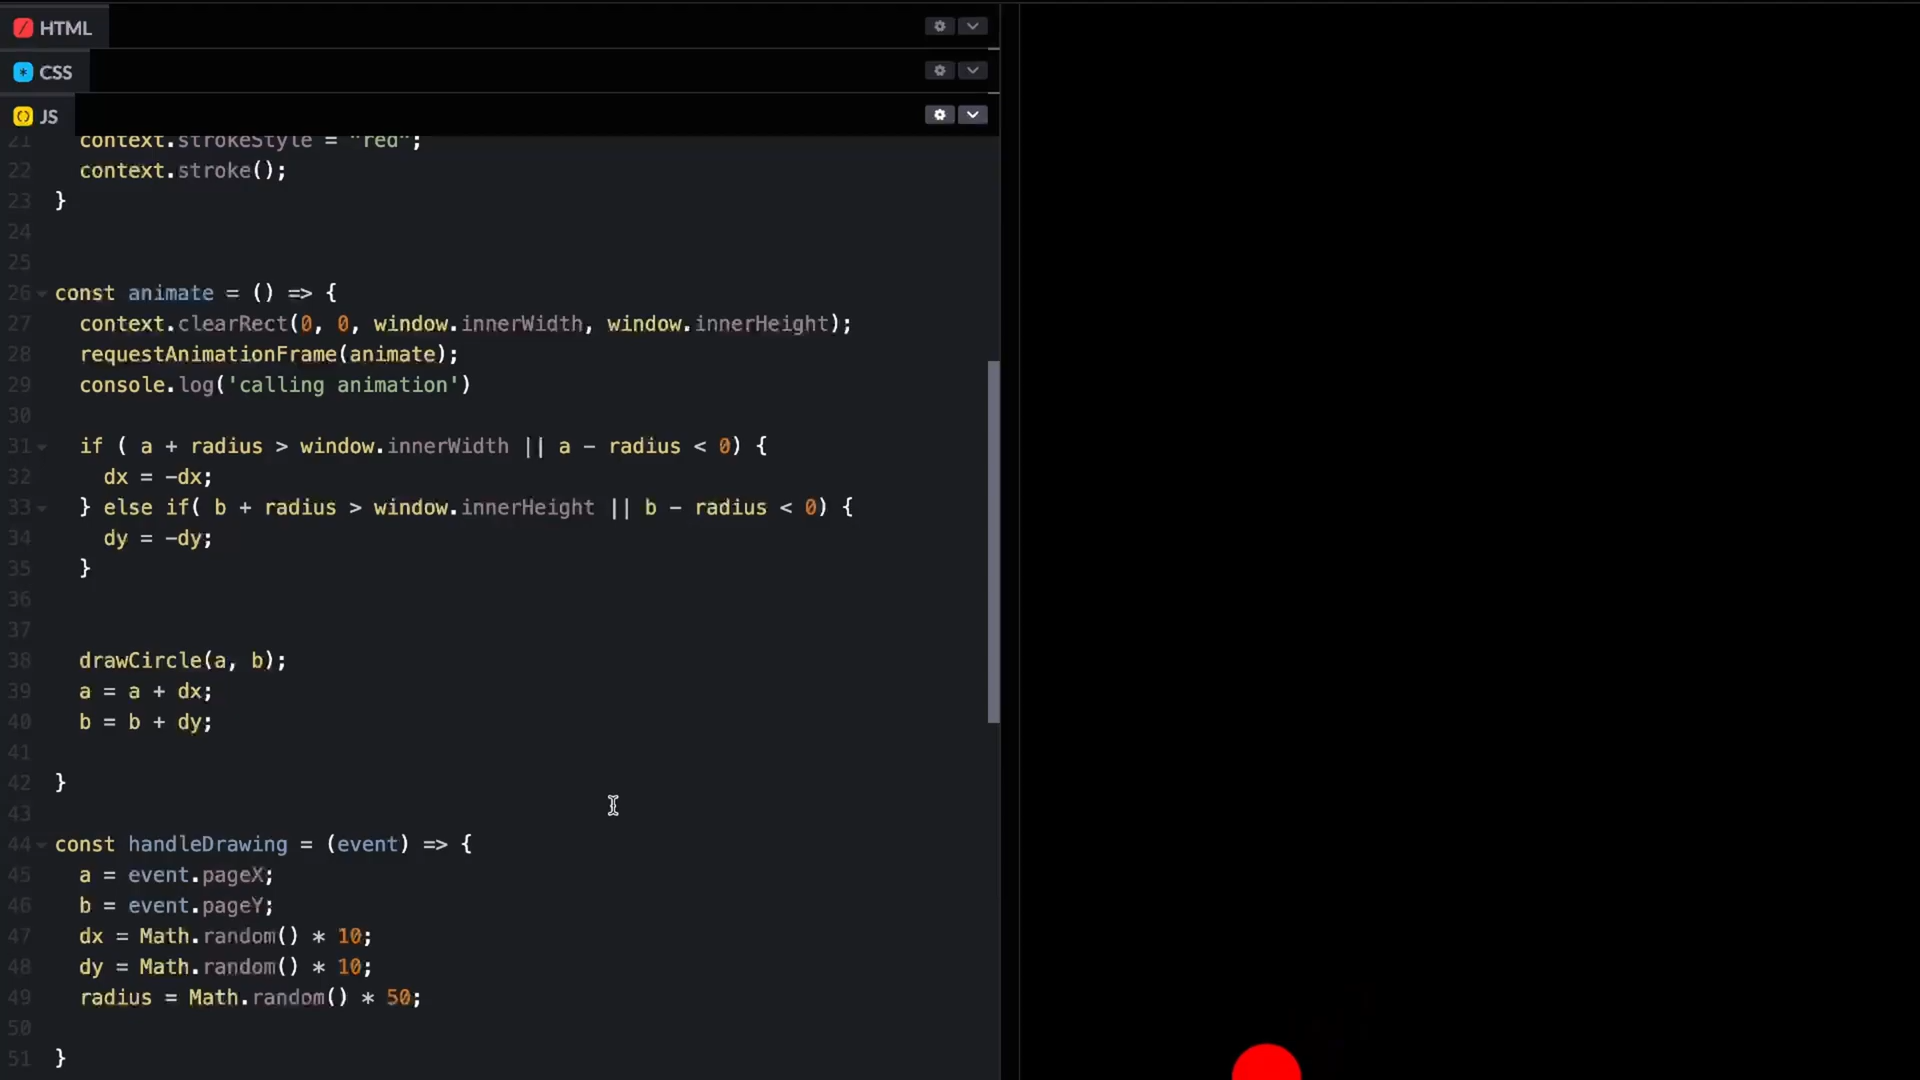 HTML
CSS
JS
21 context.strokeStyle = "red";
22 context.stroke();
23 }
24
25
26 const animate = () => {
27 context.clearRect(0, 0, window.innerWidth, window.innerHeight);
28 requestAnimationFrame(animate);
29 console.log('calling animation')
30
31 if ( a + radius > window.innerWidth || a - radius < 0) {
32 dx = -dx;
33 } else if( b + radius > window.innerHeight || b - radius < 0) {
34 dy = -dy;
35 }
36
37
38 drawCircle(a, b);
39 a = a + dx;
40 b = b + dy;
41
42 }
43
44 const handleDrawing = (event) => {
45 a = event.pageX;
46 b = event.pageY;
47 dx = Math.random() * 10;
48 dy = Math.random() * 10;
49 radius = Math.random() * 50;
50
51 }